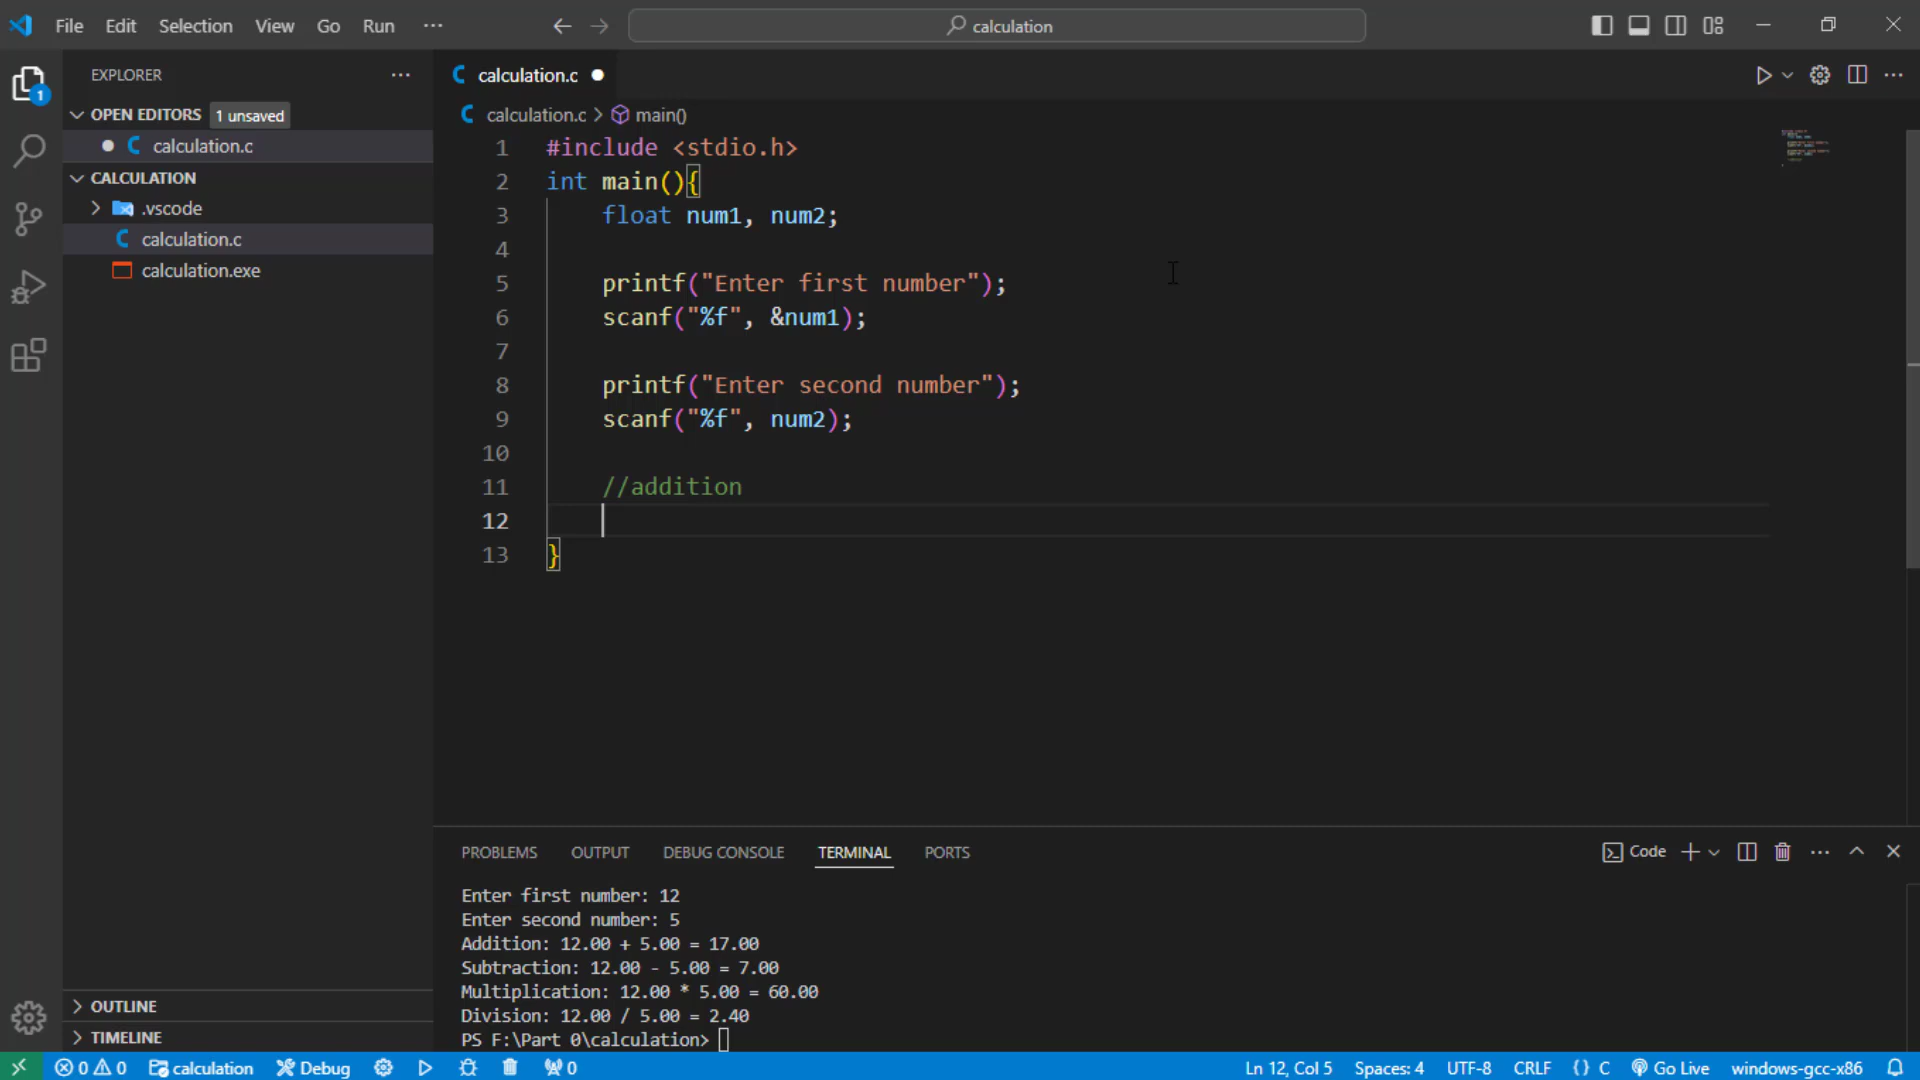 File Edit Selection View Go Run ···
calculation
EXPLORER ···
OPEN EDITORS 1 unsaved
calculation.c
CALCULATION
.vscode
calculation.c
calculation.exe
OUTLINE
TIMELINE
calculation.c
calculation.c > main()
1 #include <stdio.h>
2 int main(){
3 float num1, num2;
4
5 printf("Enter first number");
6 scanf("%f", &num1);
7
8 printf("Enter second number");
9 scanf("%f", num2);
10
11 //addition
12
13 }
PROBLEMS OUTPUT DEBUG CONSOLE TERMINAL PORTS
Code
Enter first number: 12
Enter second number: 5
Addition: 12.00 + 5.00 = 17.00
Subtraction: 12.00 - 5.00 = 7.00
Multiplication: 12.00 * 5.00 = 60.00
Division: 12.00 / 5.00 = 2.40
PS F:\Part 0\calculation>
0 0 calculation Debug 0
Ln 12, Col 5 Spaces: 4 UTF-8 CRLF {} C Go Live windows-gcc-x86
1